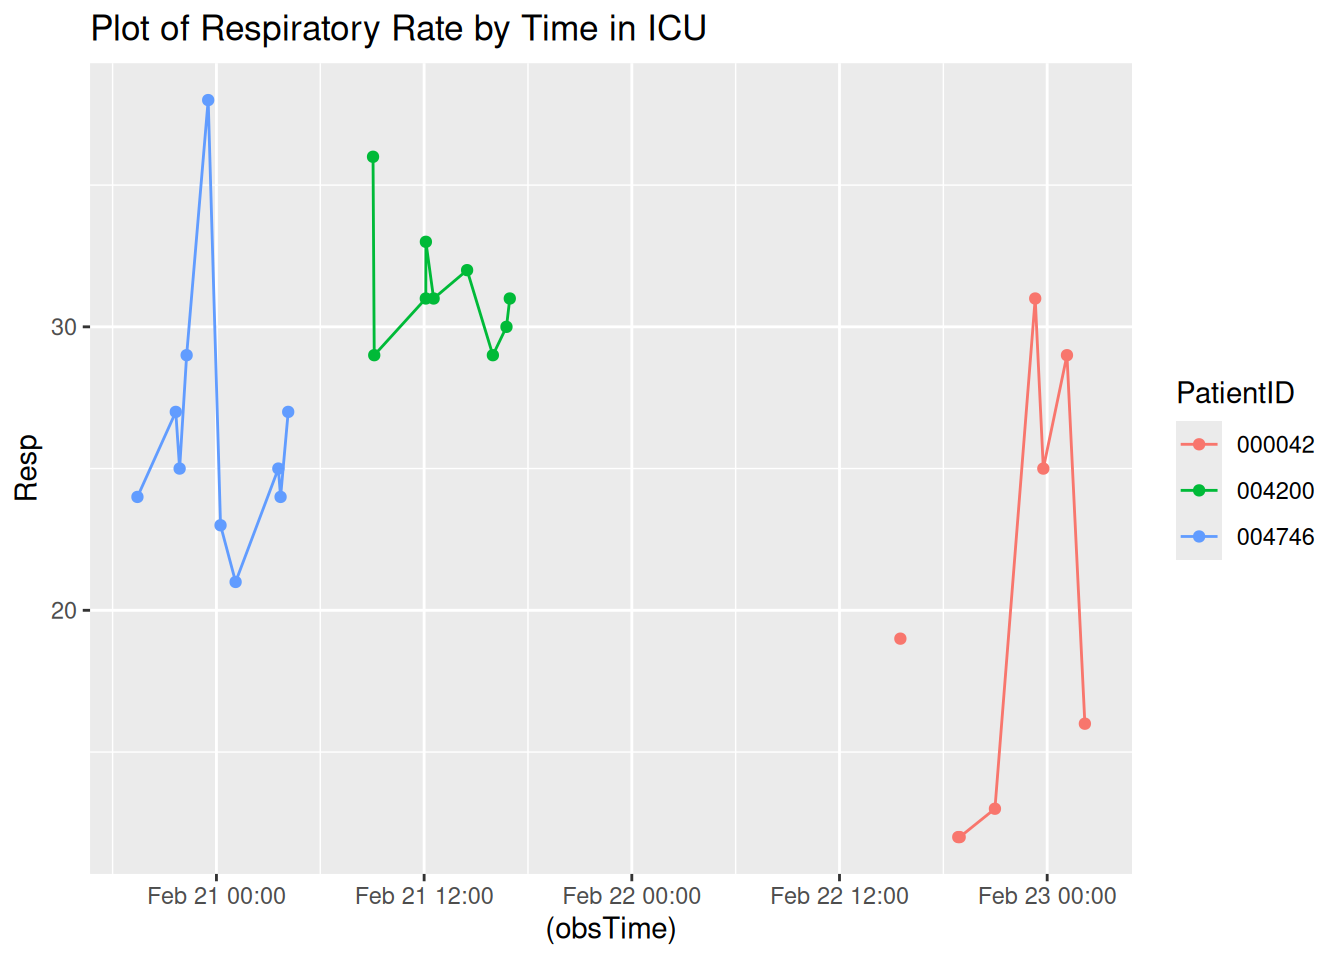 Plot of Respiratory Rate by Time in ICU
Resp
30
20
Feb 21 00:00
Feb 21 12:00
Feb 22 00:00
Feb 22 12:00
Feb 23 00:00
(obsTime)
PatientID
000042
004200
004746